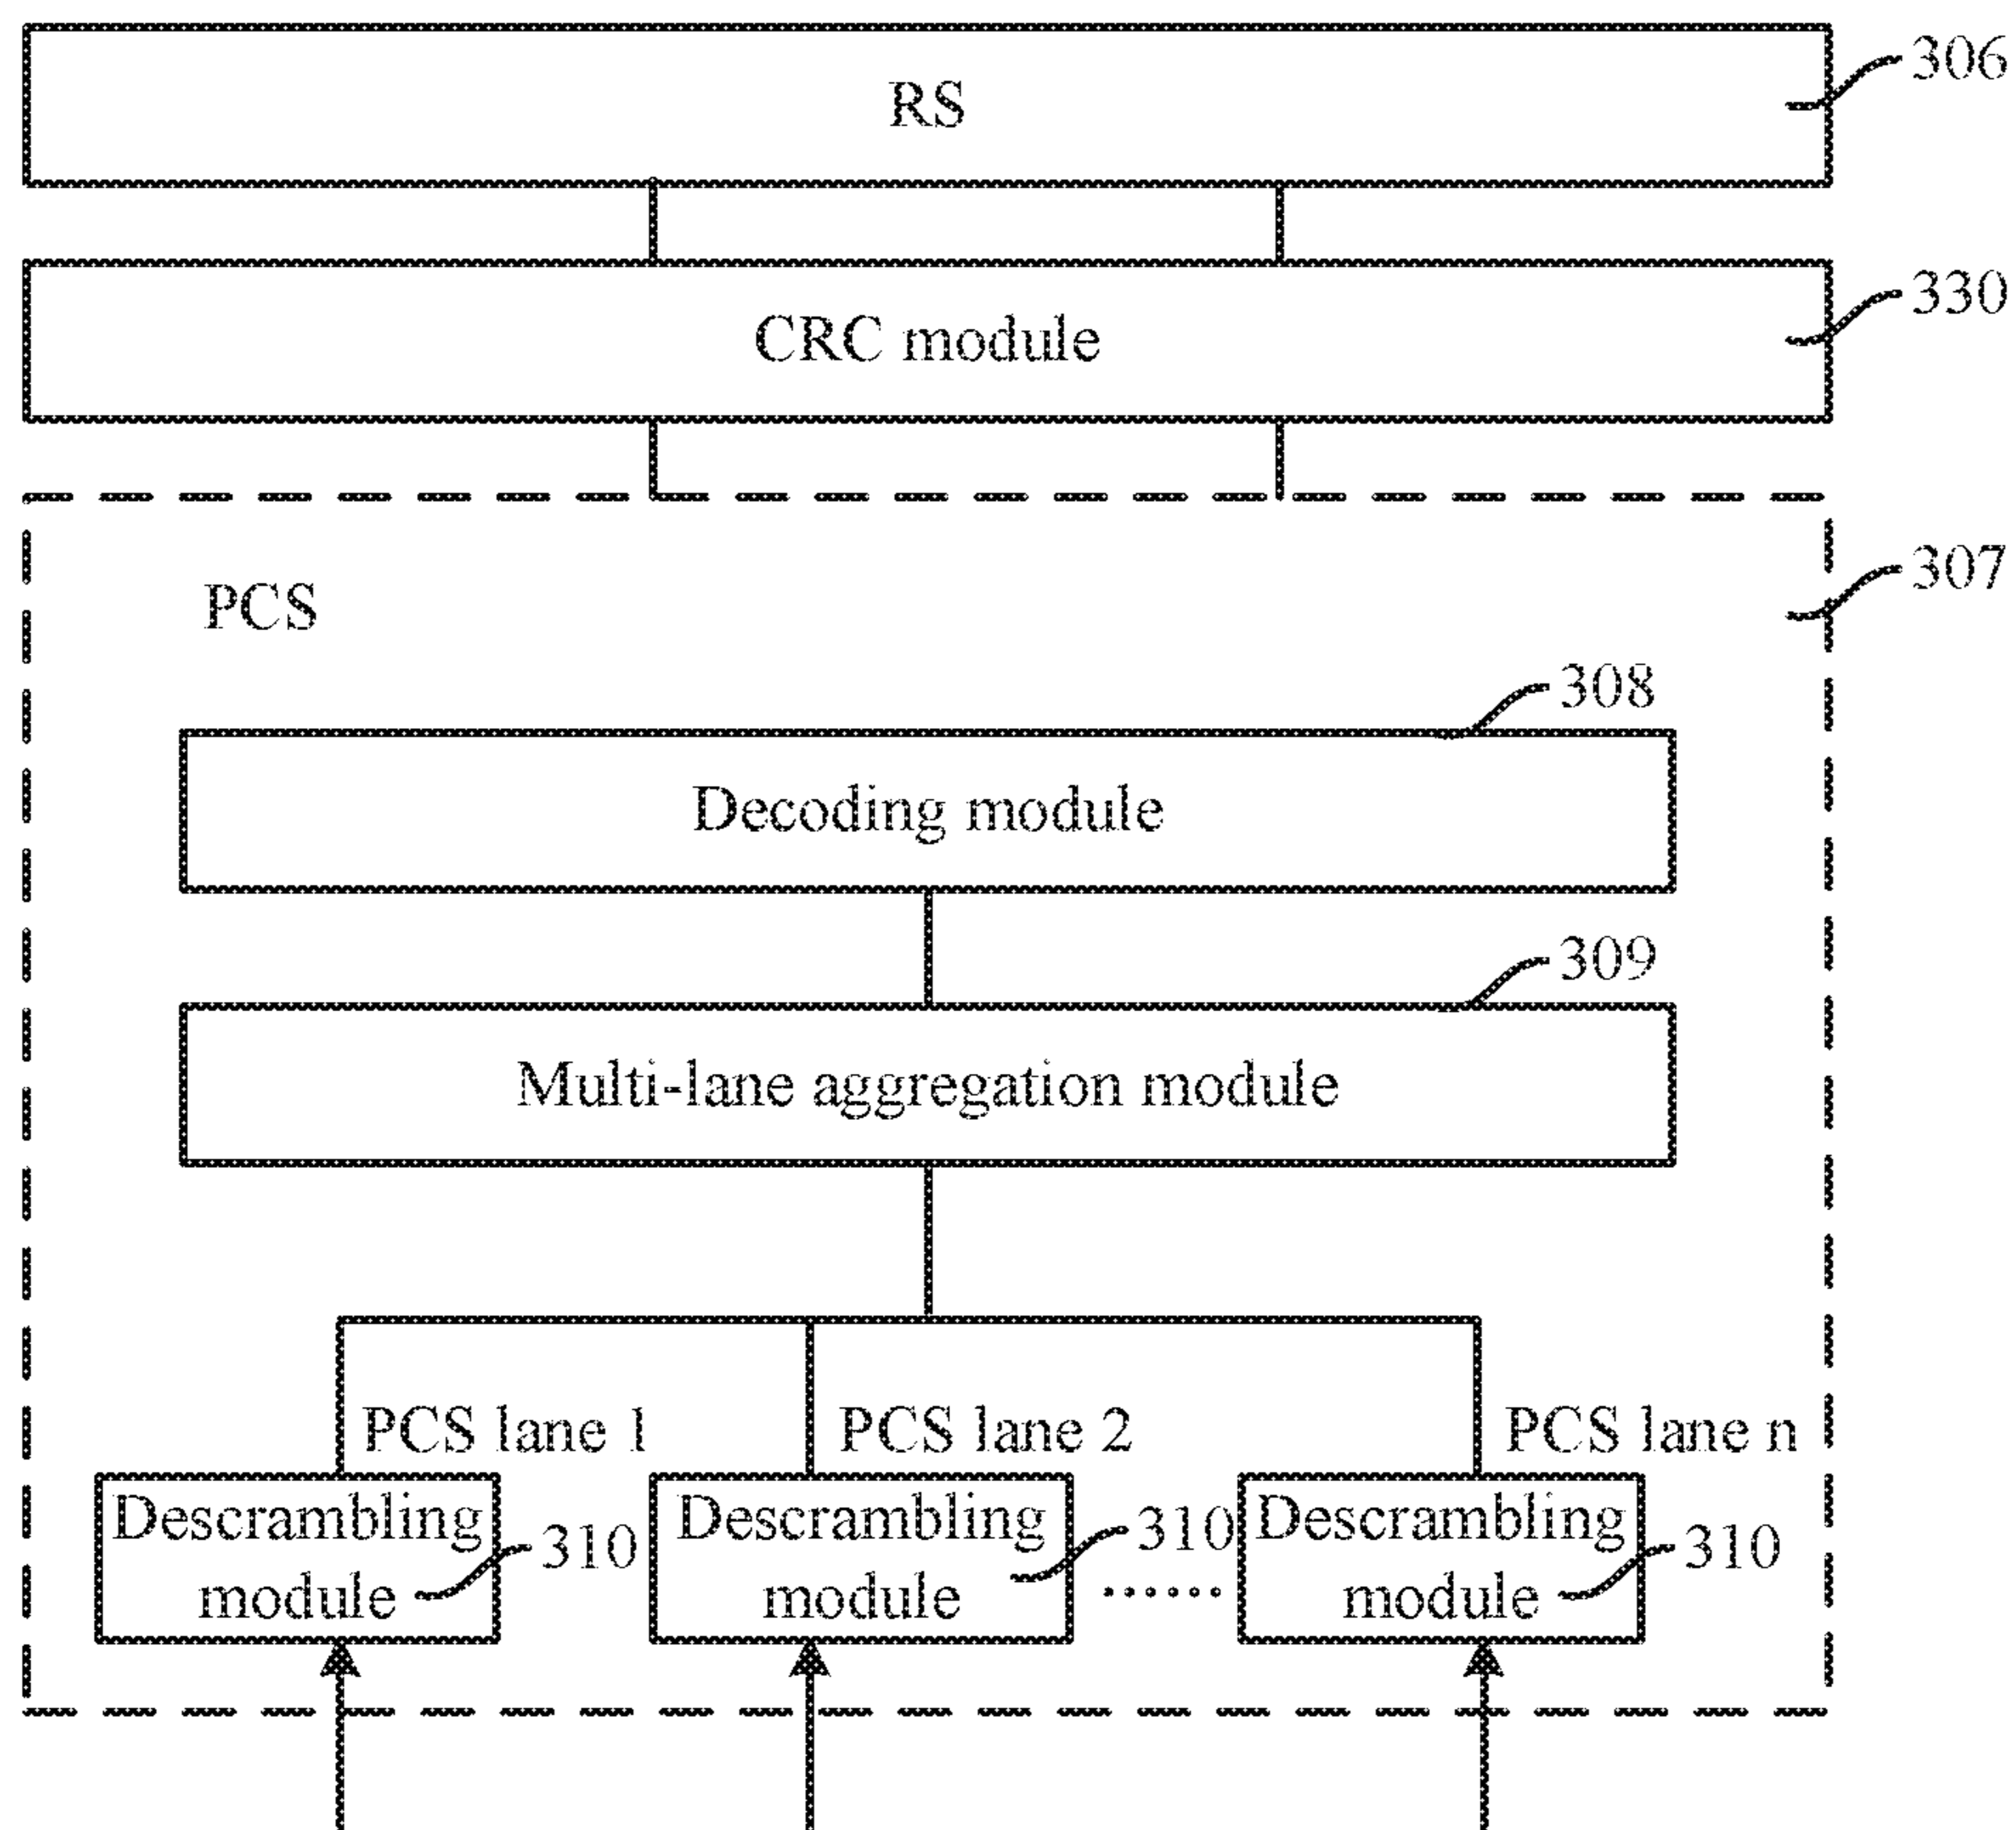 RS
306
CRC module
330
PCS
307
308
Decoding module
309
Multi-lane aggregation module
PCS lane 1
PCS lane 2
PCS lane n
Descrambling
module
310
Descrambling
module
310
......
Descrambling
module
310